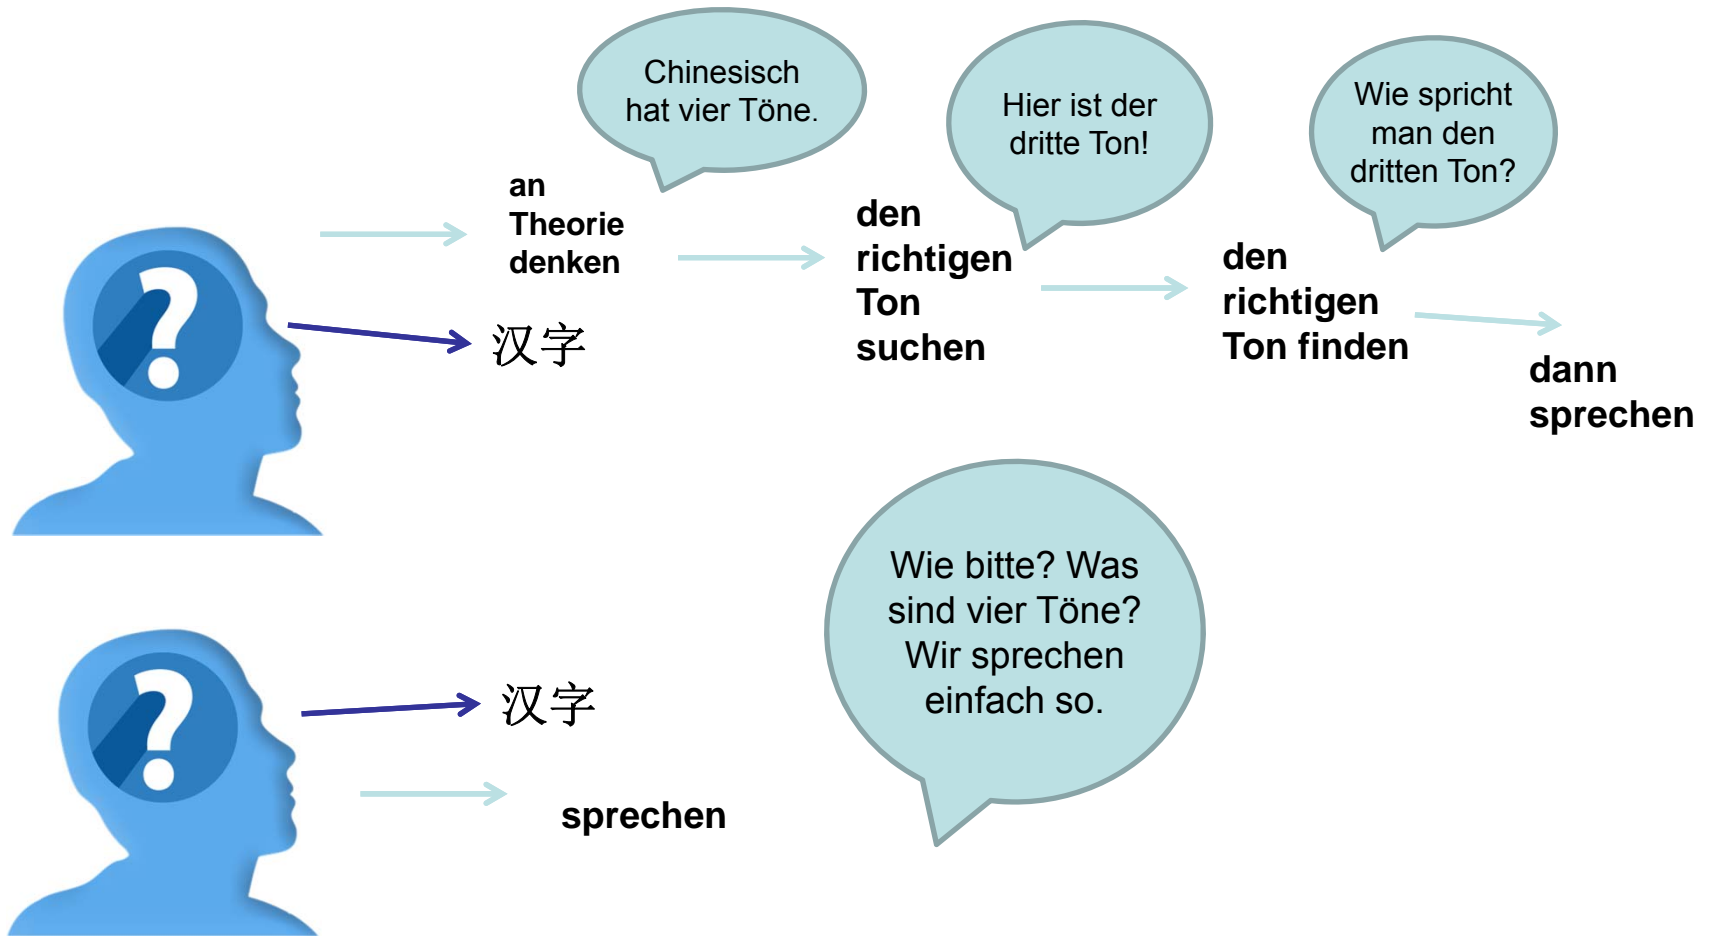 Chinesisch
hat vier Töne.
Hier ist der
dritte Ton!
Wie spricht
man den
dritten Ton?
an
Theorie
denken
den
richtigen
Ton
suchen
den
richtigen
Ton finden
dann
sprechen
汉字
Wie bitte? Was
sind vier Töne?
Wir sprechen
einfach so.
汉字
sprechen